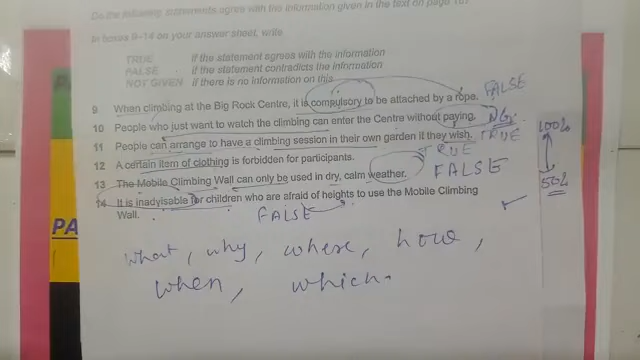 Do the following statements agree with the information given in the text on page 10?
In boxes 9-14 on your answer sheet, write
TRUE if the statement agrees with the information
FALSE if the statement contradicts the information
NOT GIVEN if there is no information on this
9 When climbing at the Big Rock Centre, it is compulsory to be attached by a rope. FALSE
10 People who just want to watch the climbing can enter the Centre without paying. NG
11 People can arrange to have a climbing session in their own garden if they wish. TRUE 100%
12 A certain item of clothing is forbidden for participants. TRUE
13 The Mobile Climbing Wall can only be used in dry, calm weather. FALSE
14 It is inadvisable for children who are afraid of heights to use the Mobile Climbing 50%
Wall. FALSE
PA
What, why, where, how,
when, which.